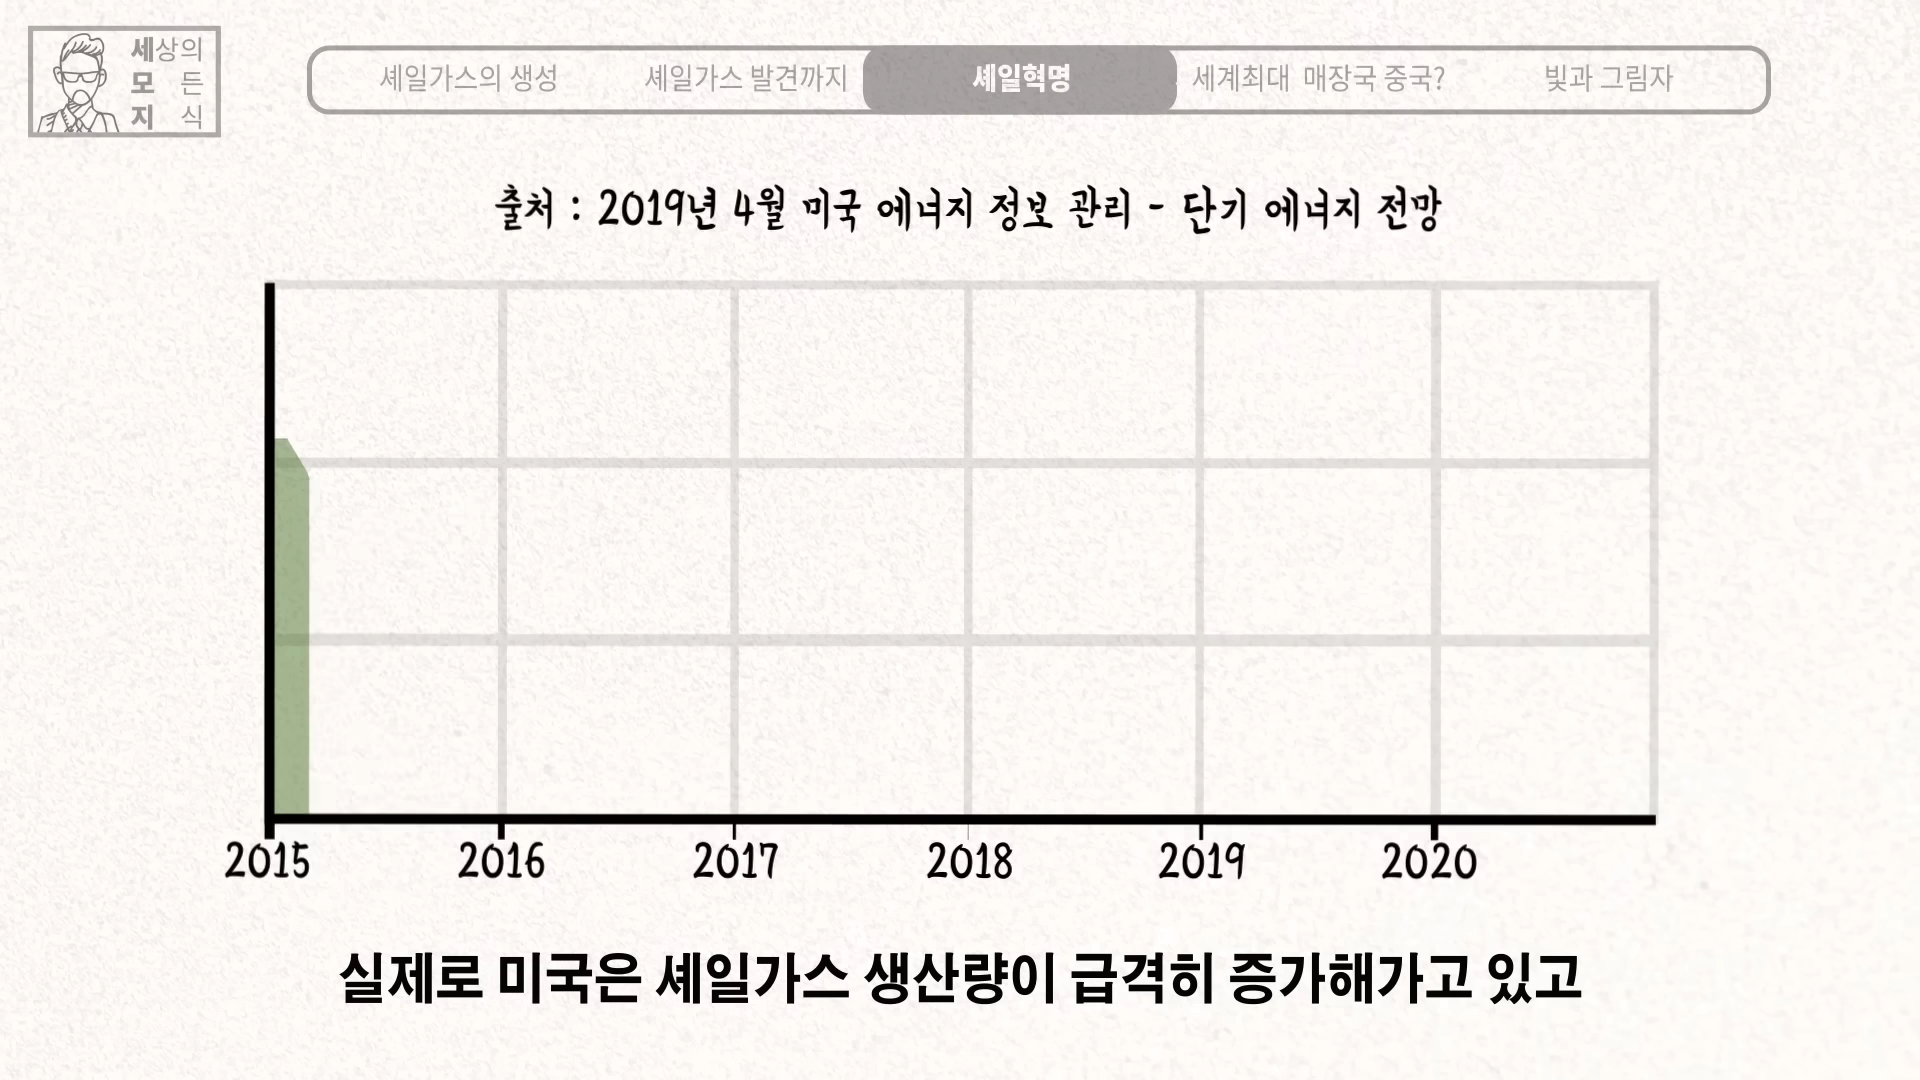 세상의
모든
지식
셰일가스의 생성
셰일가스 발견까지
셰일혁명
세계최대 매장국 중국?
빛과 그림자
출처 : 2019년 4월 미국 에너지 정보 관리 - 단기 에너지 전망
2015 2016 2017 2018 2019 2020
실제로 미국은 셰일가스 생산량이 급격히 증가해가고 있고